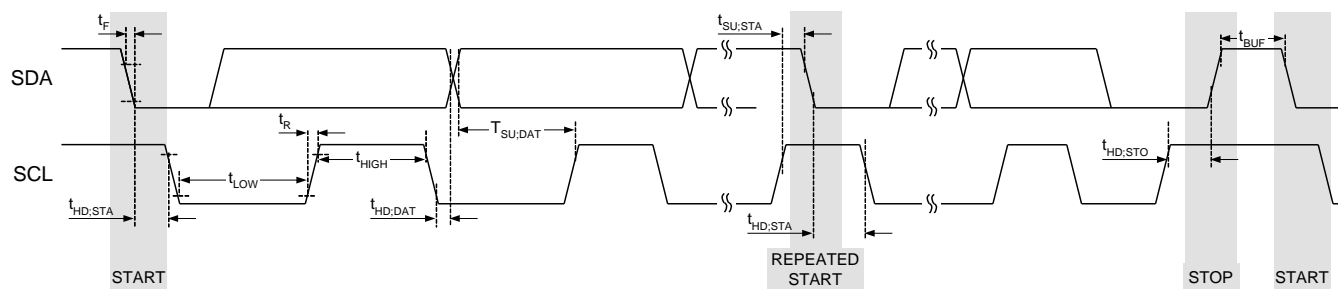 tF
tSU,STA
tBUF
SDA
tR
TSU;DAT
tHIGH
tHD;STO
SCL
tLOW
tHD;STA
tHD;DAT
tHD;STA
START
REPEATED
START
STOP
START